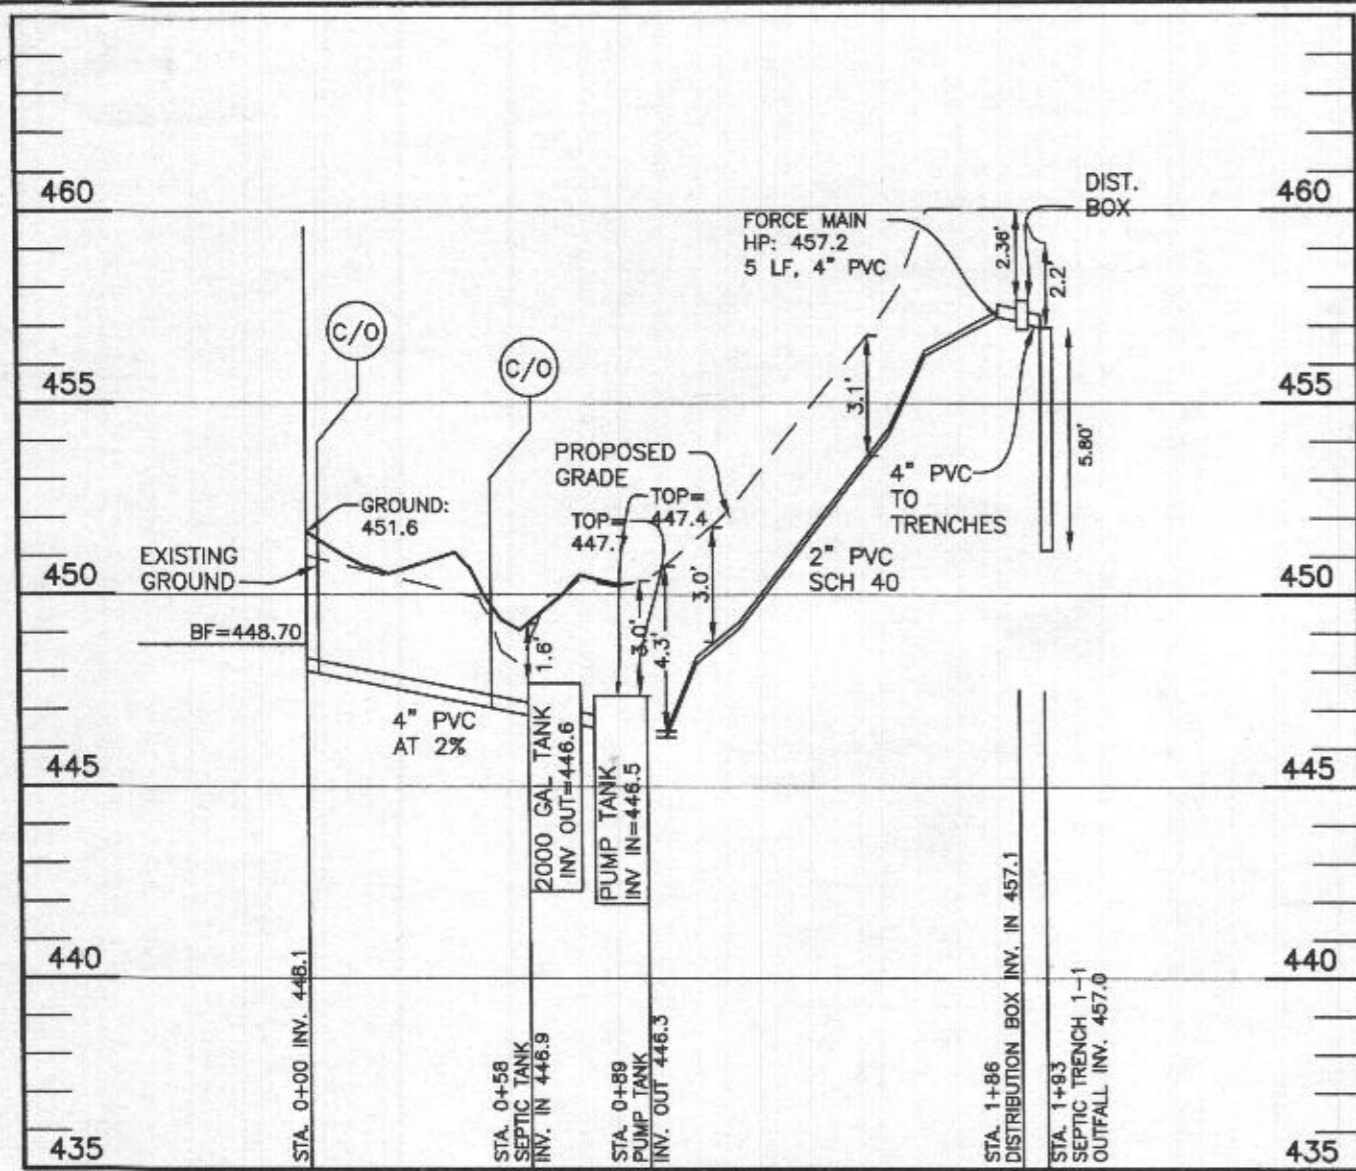 460
455
450
445
440
435
460
455
450
445
440
435
DIST.
BOX
FORCE MAIN
HP: 457.2
5 LF, 4" PVC
2.38'
2.2'
C/O
C/O
3.1'
5.80'
PROPOSED
GRADE
4" PVC
TO
TRENCHES
GROUND:
451.6
TOP=
447.4
TOP=
447.7
EXISTING
GROUND
2" PVC
SCH 40
3.0'
BF=448.70
1.6'
3.0'
4.3'
4" PVC
AT 2%
2000 GAL TANK
INV OUT=446.6
PUMP TANK
INV IN=446.5
STA. 0+00 INV. 448.1
STA. 0+58
SEPTIC TANK
INV. IN 446.9
STA. 0+89
PUMP TANK
INV. OUT 446.3
STA. 1+86
DISTRIBUTION BOX INV. IN 457.1
STA. 1+93
SEPTIC TRENCH 1-1
OUTFALL INV. 457.0